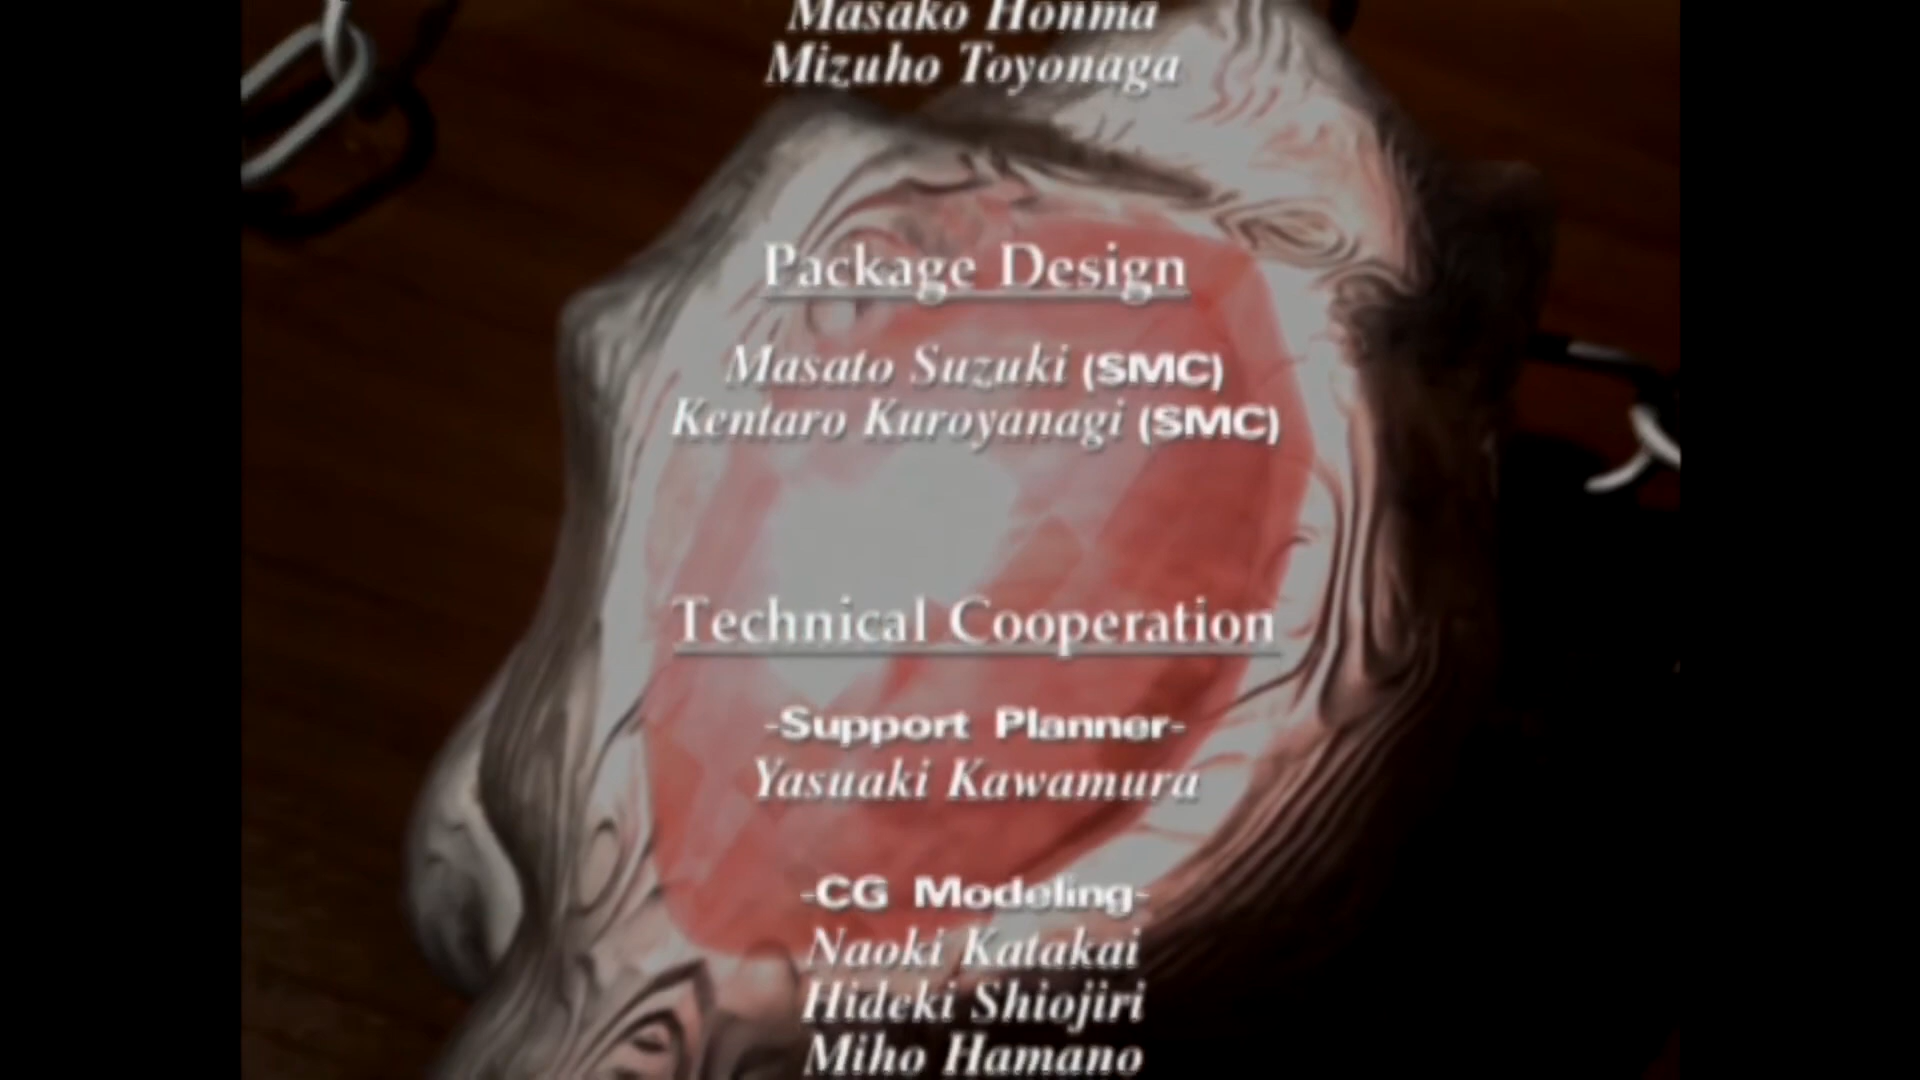 Masako Honma
Mizuho Toyonaga
Package Design
Masato Suzuki (SMC)
Kentaro Kuroyanagi (SMC)
Technical Cooperation
-Support Planner-
Yasuaki Kawamura
-CG Modeling-
Naoki Katakai
Hideki Shiojiri
Miho Hamano